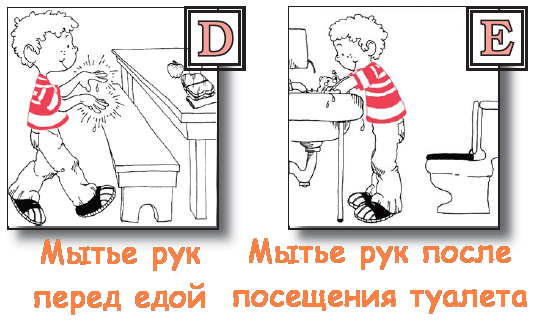 D
E
Мытье рук
перед едой
Мытье рук после
посещения туалета